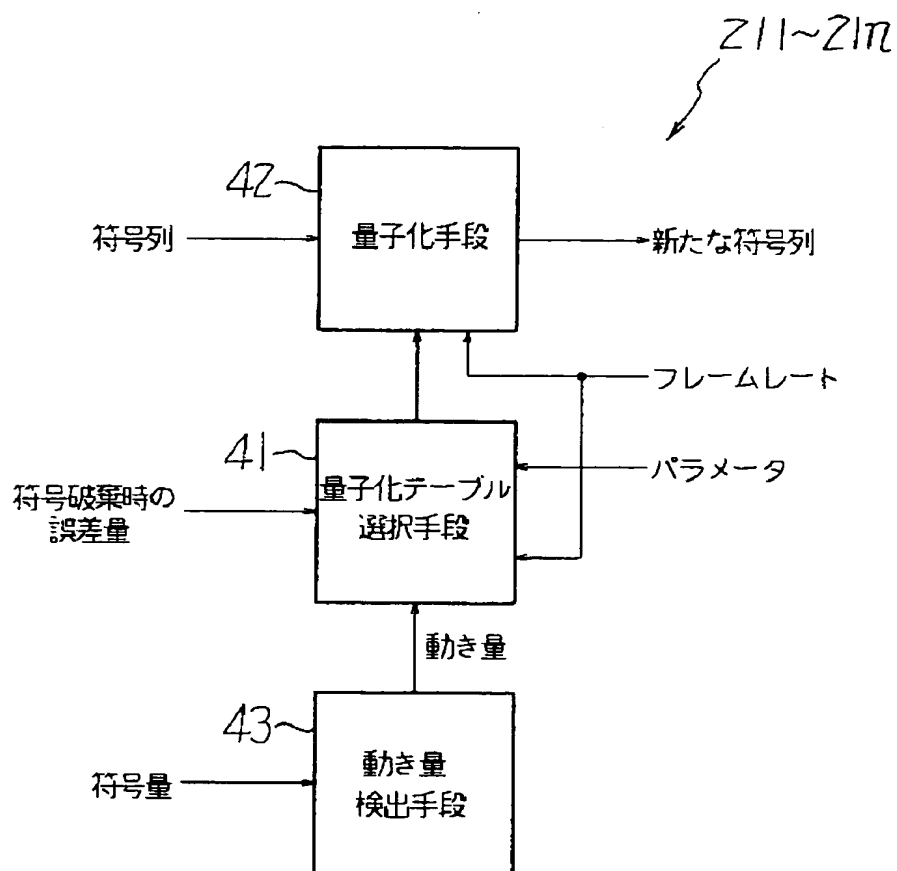 211~21n
42
符号列
量子化手段
新たな符号列
フレームレート
41
パラメータ
量子化テーブル
選択手段
符号破棄時の
誤差量
動き量
43
符号量
動き量
検出手段